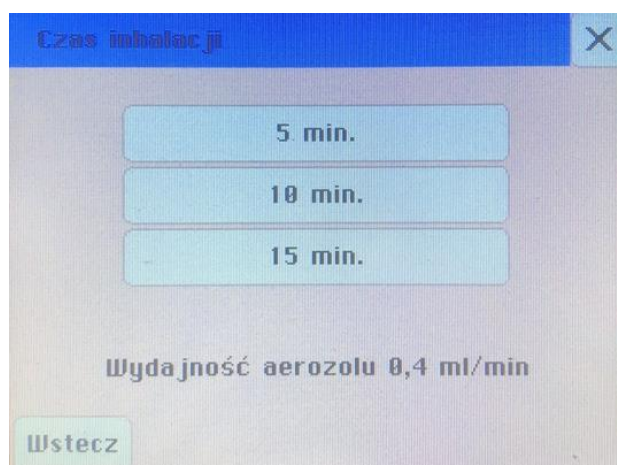 Czas inhalacji
X
5 min.
10 min.
15 min.
Wydajność aerozolu 0,4 ml/min
Wstecz